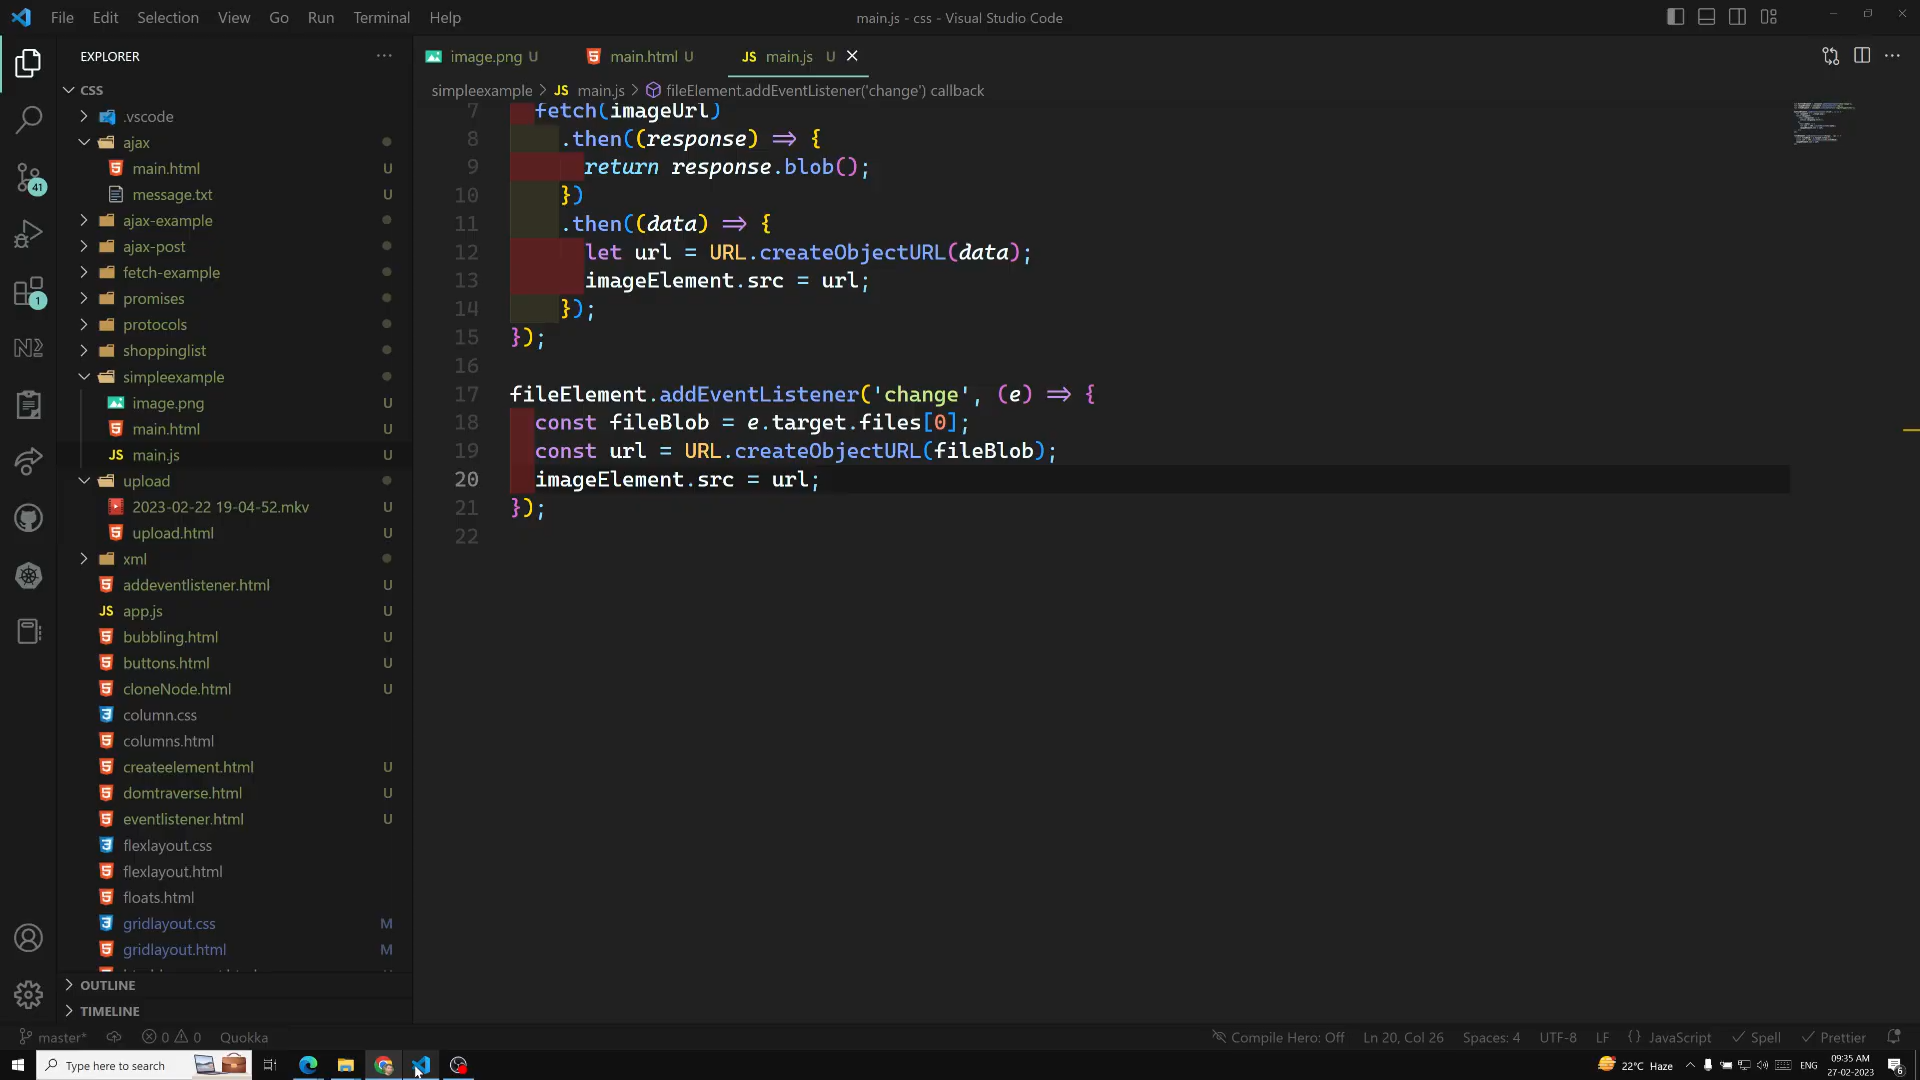 File Edit Selection View Go Run Terminal Help
main.js - css - Visual Studio Code
EXPLORER
CSS
.vscode
ajax
main.html U
message.txt U
ajax-example
ajax-post
fetch-example
promises
protocols
shoppinglist
simpleexample
image.png U
main.html U
JS main.js U
upload
2023-02-22 19-04-52.mkv U
upload.html U
xml
addeventlistener.html U
JS app.js U
bubbling.html U
buttons.html U
cloneNode.html U
column.css
columns.html
createelement.html U
domtraverse.html U
eventlistener.html U
flexlayout.css
flexlayout.html
floats.html
gridlayout.css M
gridlayout.html M
OUTLINE
TIMELINE
41
1
image.png U main.html U JS main.js U
simpleexample > JS main.js > fileElement.addEventListener('change') callback
7 fetch(imageUrl)
8 .then((response) => {
9 return response.blob();
10 })
11 .then((data) => {
12 let url = URL.createObjectURL(data);
13 imageElement.src = url;
14 });
15 });
16
17 fileElement.addEventListener('change', (e) => {
18 const fileBlob = e.target.files[0];
19 const url = URL.createObjectURL(fileBlob);
20 imageElement.src = url;
21 });
22
master* 0 0 Quokka
Compile Hero: Off Ln 20, Col 26 Spaces: 4 UTF-8 LF {} JavaScript Spell Prettier
Type here to search
22°C Haze ENG 09:35 AM
27-02-2023
6